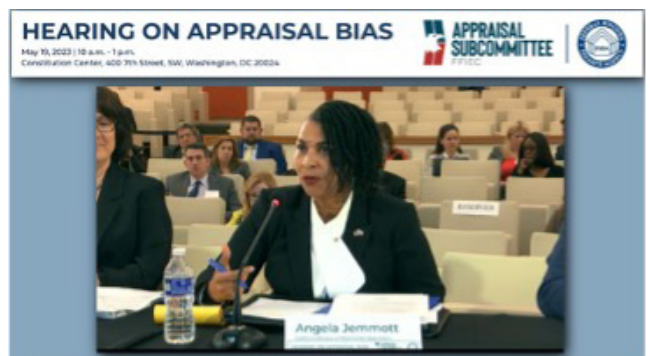 HEARING ON APPRAISAL BIAS
May 19, 2023 | 10 a.m. - 1 p.m.
Constitution Center, 400 7th Street, SW, Washington, DC 20024
APPRAISAL
SUBCOMMITTEE
FFIEC
RESERVED
Angela Jemmott